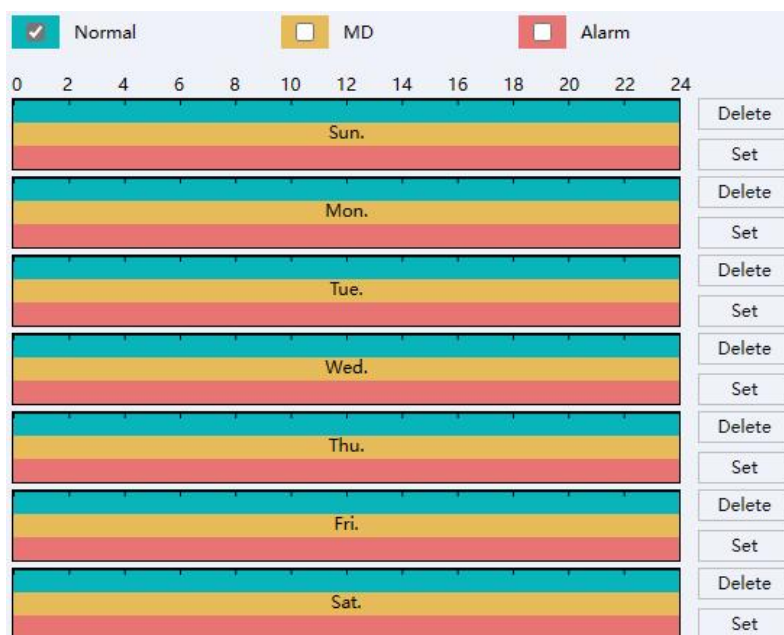 Normal MD Alarm
0 2 4 6 8 10 12 14 16 18 20 22 24
Sun.
Delete
Set
Mon.
Delete
Set
Tue.
Delete
Set
Wed.
Delete
Set
Thu.
Delete
Set
Fri.
Delete
Set
Sat.
Delete
Set